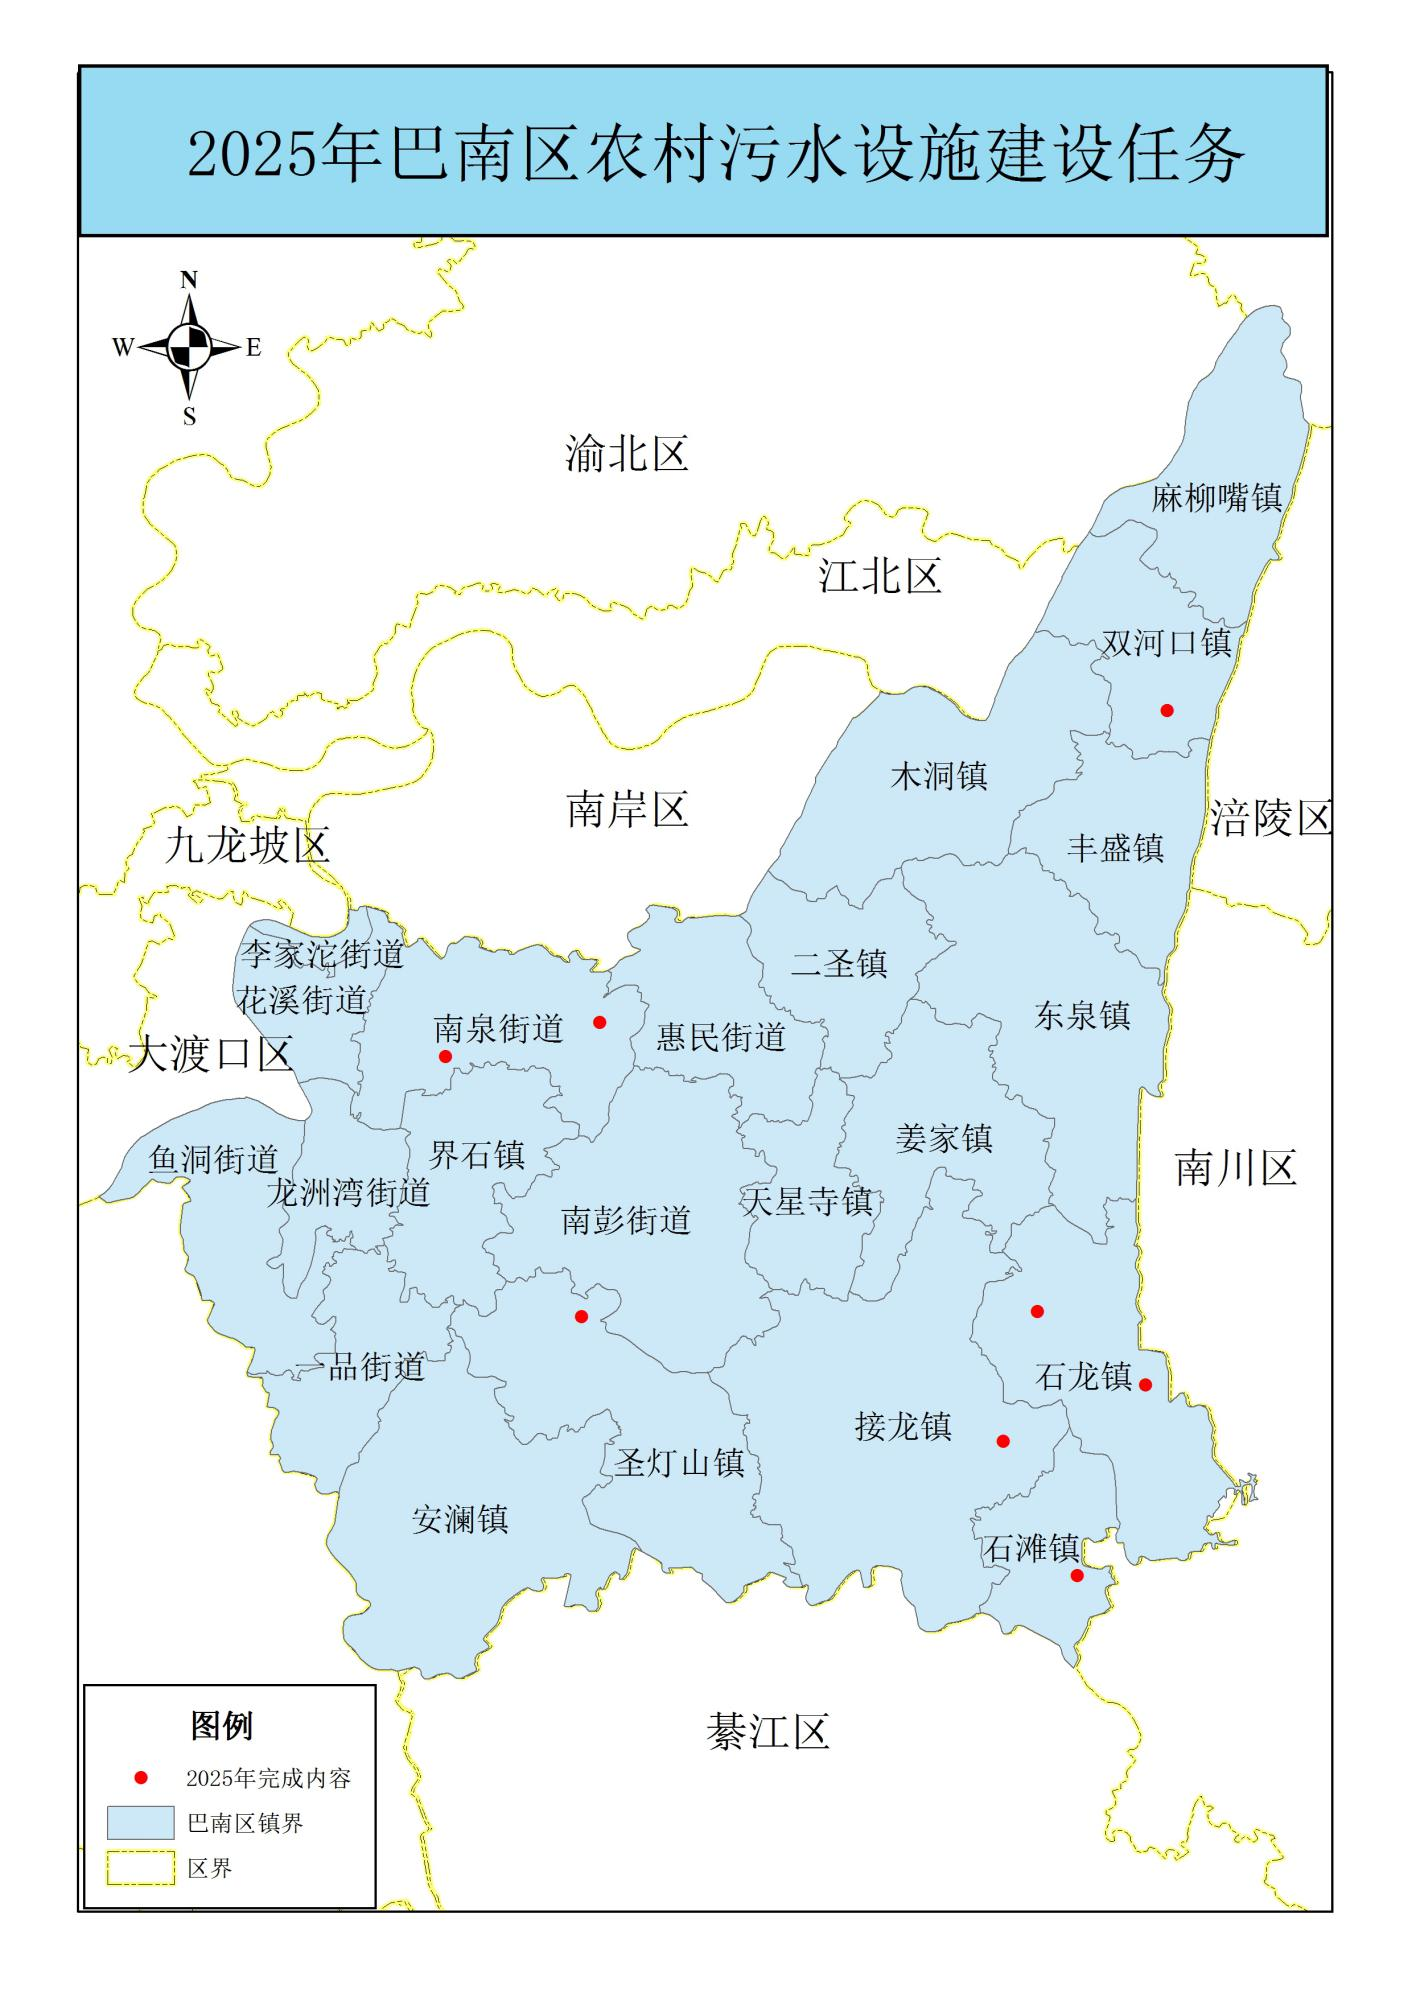 2025年巴南区农村污水设施建设任务
N
W
E
S
渝北区
麻柳嘴镇
江北区
双河口镇
木洞镇
南岸区
涪陵区
九龙坡区
丰盛镇
李家沱街道
二圣镇
花溪街道
东泉镇
南泉街道
惠民街道
大渡口区
姜家镇
界石镇
鱼洞街道
南川区
龙洲湾街道
天星寺镇
南彭街道
一品街道
石龙镇
接龙镇
圣灯山镇
安澜镇
石滩镇
綦江区
图例
2025年完成内容
巴南区镇界
区界